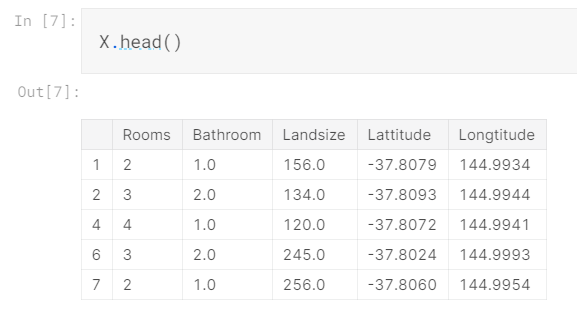 In [7]:
X.head()
Out[7]:
Rooms Bathroom Landsize Lattitude Longtitude
1 2 1.0 156.0 -37.8079 144.9934
2 3 2.0 134.0 -37.8093 144.9944
4 4 1.0 120.0 -37.8072 144.9941
6 3 2.0 245.0 -37.8024 144.9993
7 2 1.0 256.0 -37.8060 144.9954